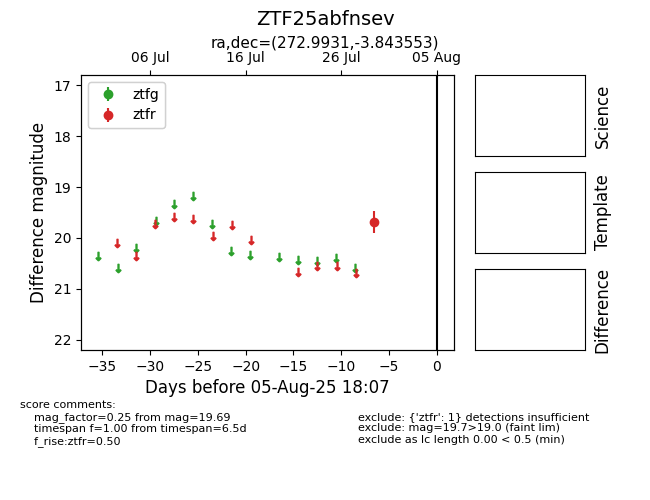 ZTF25abfnsev
ra,dec=(272.9931,-3.843553)
06 Jul 16 Jul 26 Jul 05 Aug
ztfg
ztfr
17
18
19
20
21
22
Difference magnitude
−35 −30 −25 −20 −15 −10 −5 0
Days before 05-Aug-25 18:07
Science
Template
Difference
score comments:
mag_factor=0.25 from mag=19.69
timespan f=1.00 from timespan=6.5d
f_rise:ztfr=0.50
exclude: {'ztfr': 1} detections insufficient
exclude: mag=19.7>19.0 (faint lim)
exclude as lc length 0.00 < 0.5 (min)